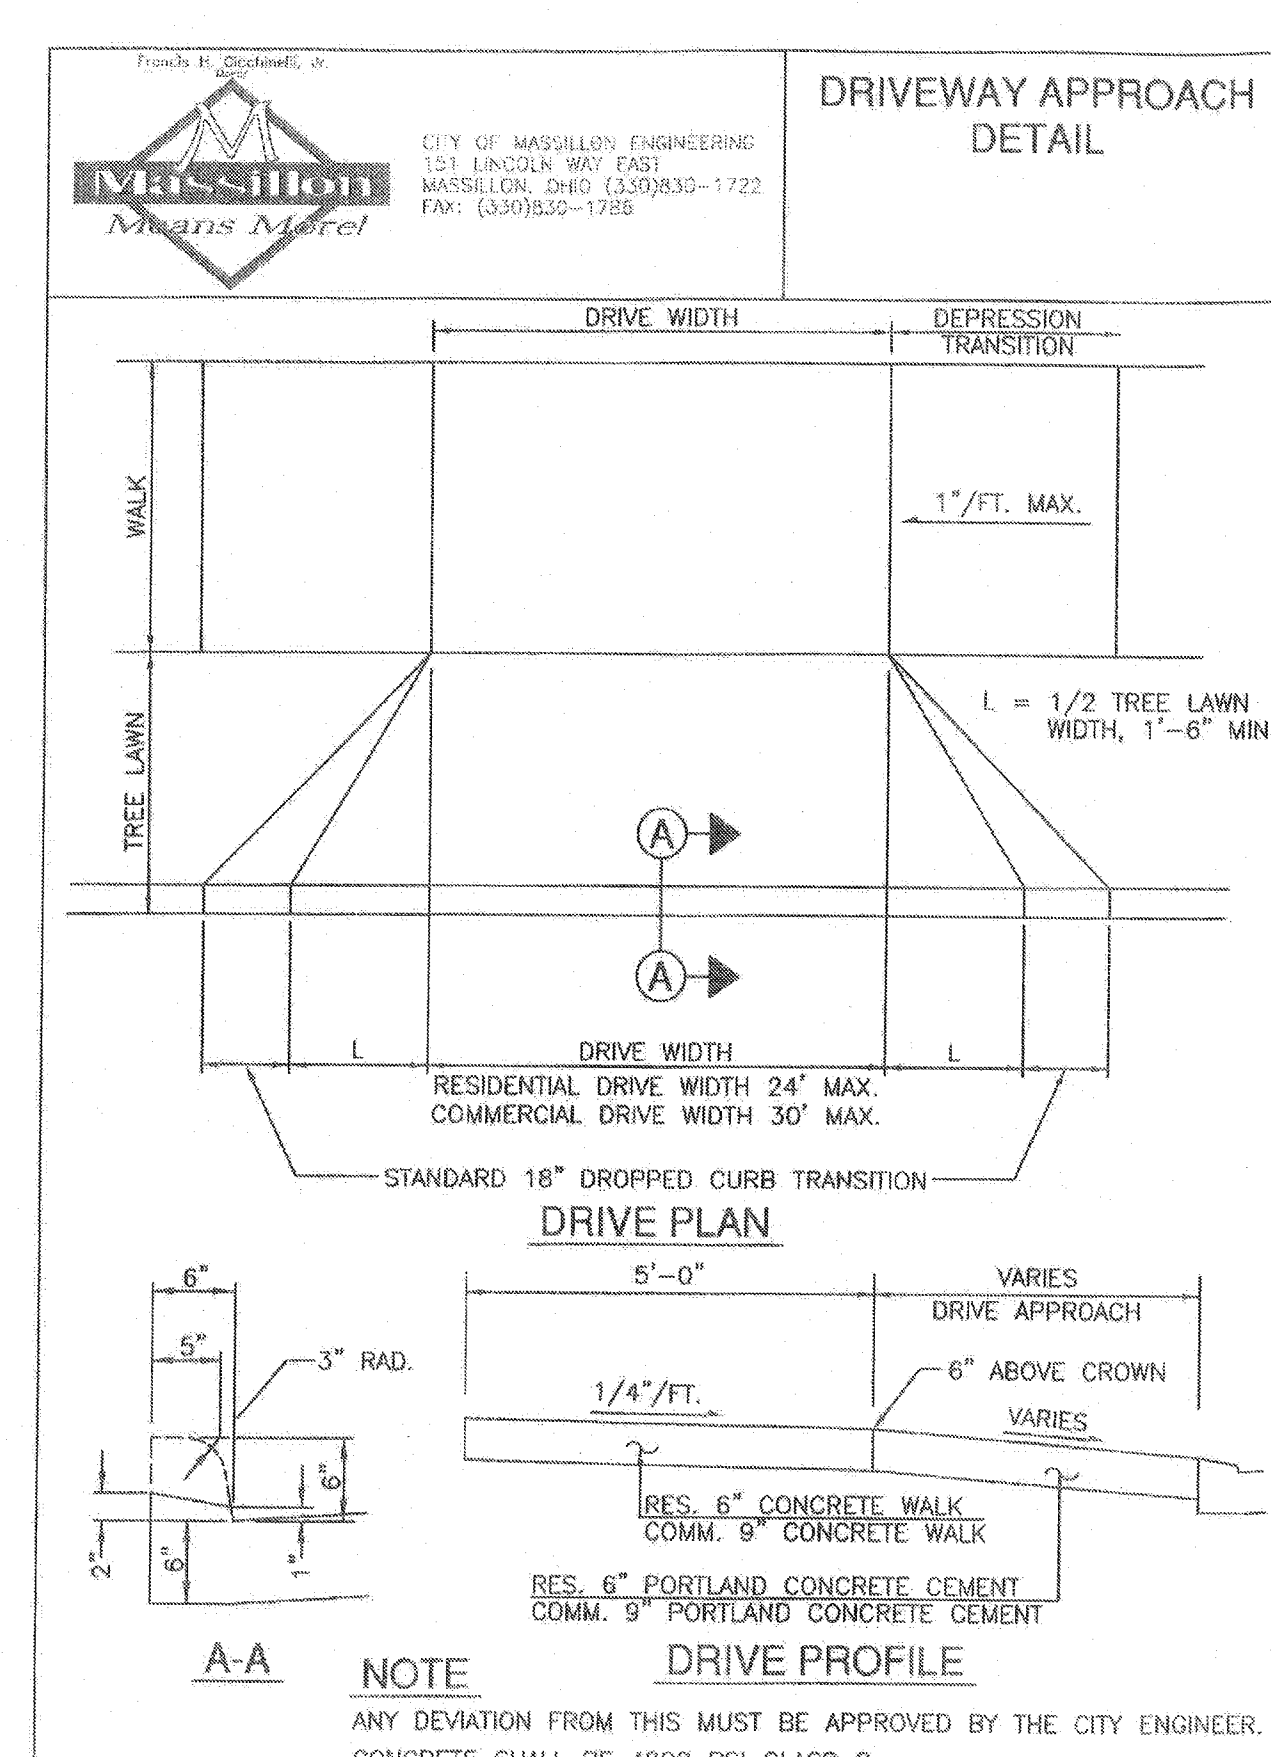 Francis H. Cicchinelli, Jr.
Mayor
M
Massillon
Means More!
CITY OF MASSILLON ENGINEERING
151 LINCOLN WAY EAST
MASSILLON, OHIO (330)830-1722
FAX: (330)830-1786
DRIVEWAY APPROACH
DETAIL
DRIVE WIDTH
DEPRESSION
TRANSITION
WALK
1"/FT. MAX.
TREE LAWN
L = 1/2 TREE LAWN
WIDTH, 1'-6" MIN
A
A
L
DRIVE WIDTH
L
RESIDENTIAL DRIVE WIDTH 24' MAX.
COMMERCIAL DRIVE WIDTH 30' MAX.
STANDARD 18" DROPPED CURB TRANSITION
DRIVE PLAN
6"
5"
3" RAD.
6"
2"
6"
1"
A-A
5'-0"
VARIES
DRIVE APPROACH
6" ABOVE CROWN
1/4"/FT.
VARIES
RES. 6" CONCRETE WALK
COMM. 9" CONCRETE WALK
RES. 6" PORTLAND CONCRETE CEMENT
COMM. 9" PORTLAND CONCRETE CEMENT
DRIVE PROFILE
NOTE
ANY DEVIATION FROM THIS MUST BE APPROVED BY THE CITY ENGINEER.
CONCRETE SHALL BE